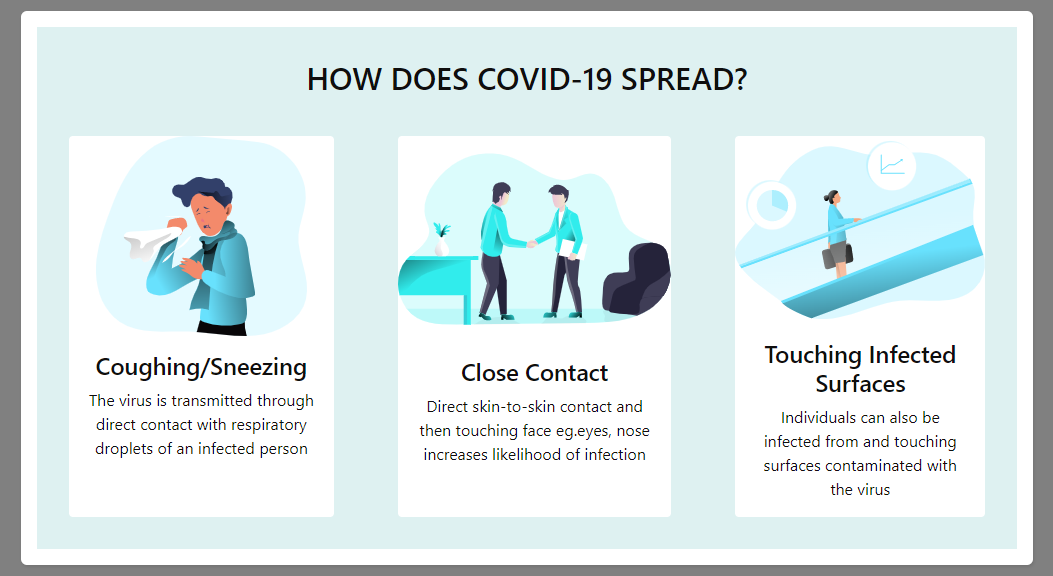 HOW DOES COVID-19 SPREAD?
Coughing/Sneezing
The virus is transmitted through
direct contact with respiratory
droplets of an infected person
Close Contact
Direct skin-to-skin contact and
then touching face eg.eyes, nose
increases likelihood of infection
Touching Infected
Surfaces
Individuals can also be
infected from and touching
surfaces contaminated with
the virus